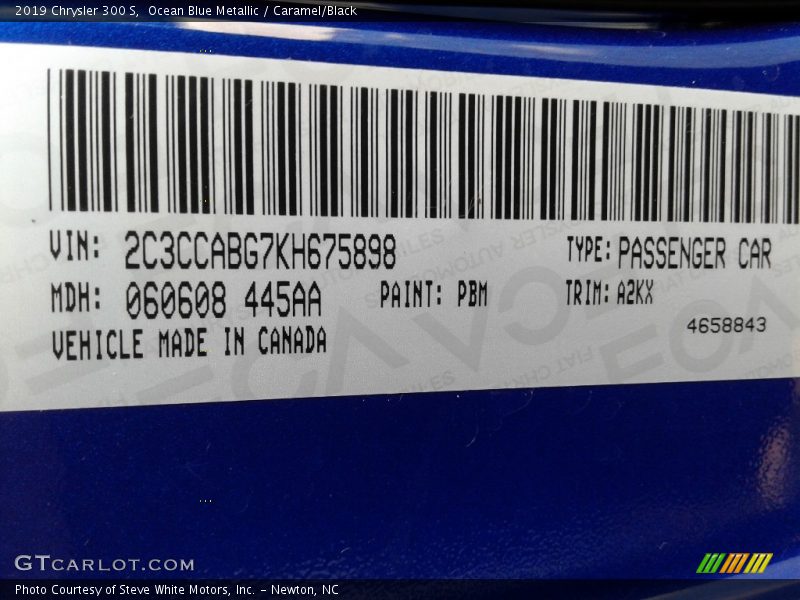 2019 Chrysler 300 S,  Ocean Blue Metallic / Caramel/Black
VIN: 2C3CCABG7KH675898 TYPE: PASSENGER CAR
MDH: 060608 445AA PAINT: PBM TRIM: A2KX
4658843
VEHICLE MADE IN CANADA
GTCARLOT.COM
Photo Courtesy of Steve White Motors, Inc. – Newton, NC